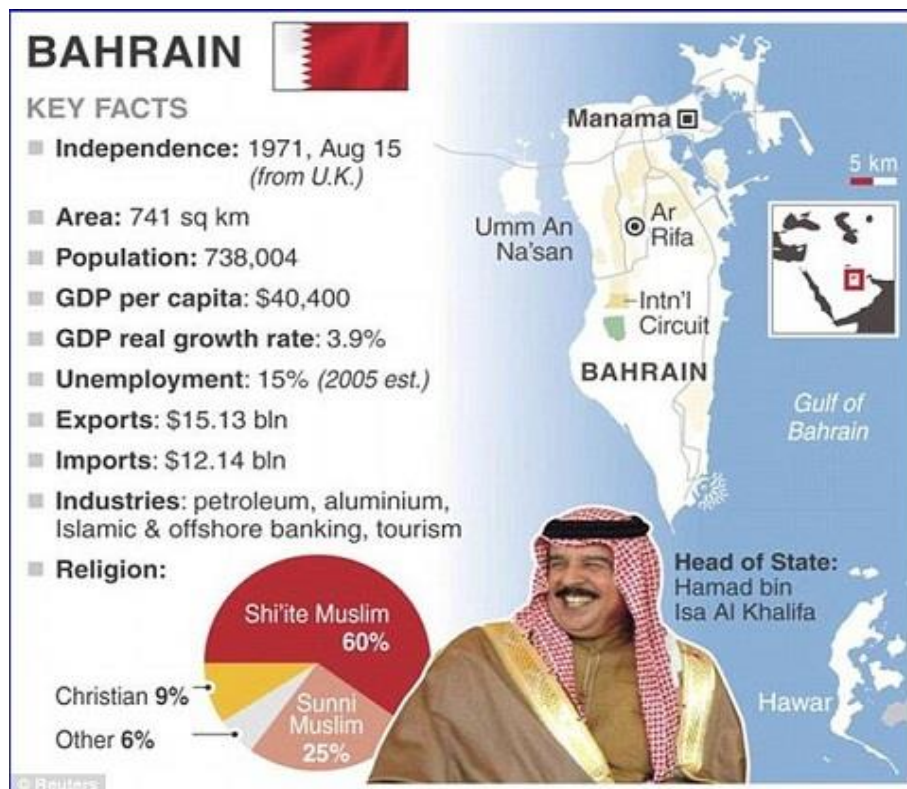 BAHRAIN
KEY FACTS
Independence: 1971, Aug 15
(from U.K.)
Area: 741 sq km
Population: 738,004
GDP per capita: $40,400
GDP real growth rate: 3.9%
Unemployment: 15% (2005 est.)
Exports: $15.13 bln
Imports: $12.14 bln
Industries: petroleum, aluminium,
Islamic & offshore banking, tourism
Religion:
Shi'ite Muslim
60%
Christian 9%
Other 6%
Sunni
Muslim
25%
Manama
5 km
Umm An
Na'san
Ar
Rifa
Int'l
Circuit
BAHRAIN
Gulf of
Bahrain
Head of State:
Hamad bin
Isa Al Khalifa
Hawar
© Reuters